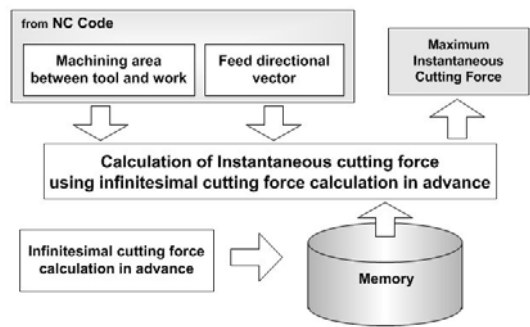 from NC Code
Machining area
between tool and work
Feed directional
vector
Maximum
Instantaneous
Cutting Force
Calculation of Instantaneous cutting force
using infinitesimal cutting force calculation in advance
Infinitesimal cutting force
calculation in advance
Memory